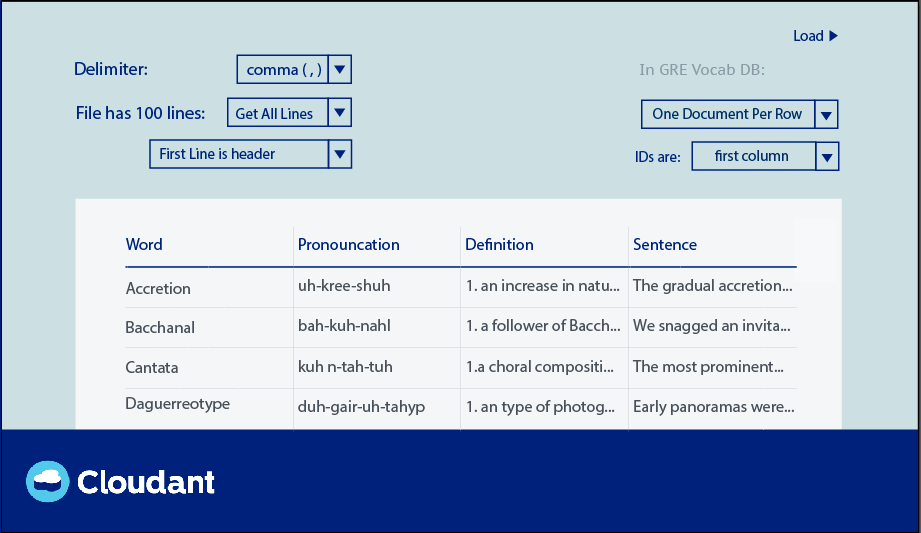 Load
Delimiter: comma ( , ) In GRE Vocab DB:
File has 100 lines: Get All Lines One Document Per Row
First Line is header IDs are: first column
Word Pronouncation Definition Sentence
Accretion uh-kree-shuh 1. an increase in natu... The gradual accretion...
Bacchanal bah-kuh-nahl 1. a follower of Bacch... We snagged an invita...
Cantata kuh n-tah-tuh 1.a choral compositi... The most prominent...
Daguerreotype duh-gair-uh-tahyp 1. an type of photog... Early panoramas were...
Cloudant